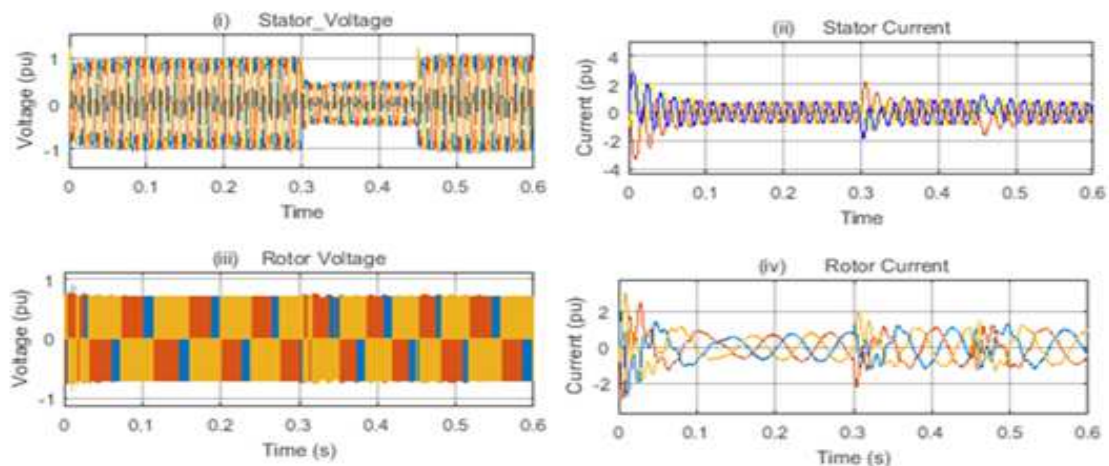 (i) Stator_Voltage
Voltage (pu)
1
0
-1
0 0.1 0.2 0.3 0.4 0.5 0.6
Time
(ii) Stator Current
Current (pu)
4
2
0
-2
-4
0 0.1 0.2 0.3 0.4 0.5 0.6
Time
(iii) Rotor Voltage
Voltage (pu)
1
0
-1
0 0.1 0.2 0.3 0.4 0.5 0.6
Time (s)
(iv) Rotor Current
Current (pu)
2
0
-2
0 0.1 0.2 0.3 0.4 0.5 0.6
Time (s)